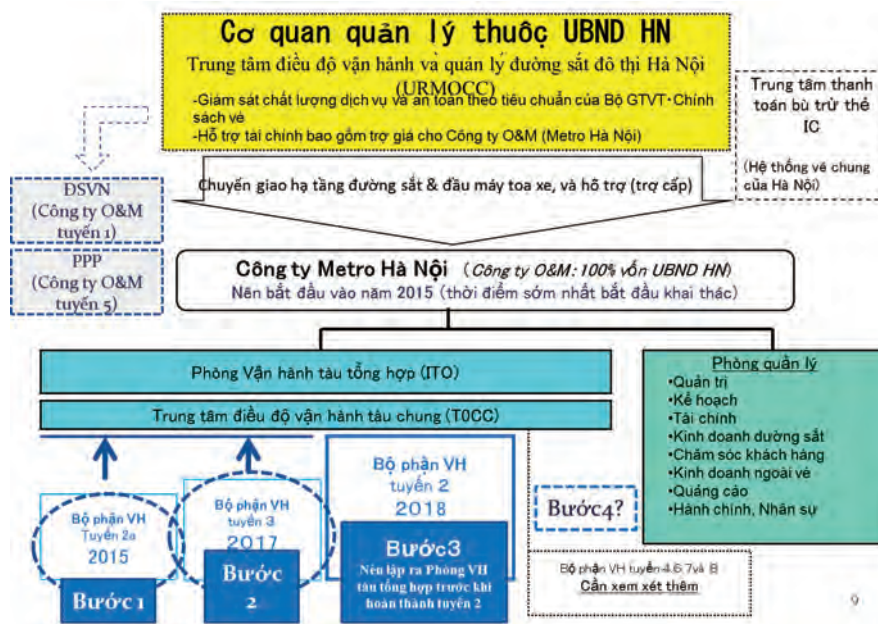 Cơ quan quản lý thuộc UBND HN
Trung tâm điều độ vận hành và quản lý đường sắt đô thị Hà Nội
(URMOCC)
-Giám sát chất lượng dịch vụ và an toàn theo tiêu chuẩn của Bộ GTVT・Chính
sách vé
-Hỗ trợ tài chính bao gồm trợ giá cho Công ty O&M (Metro Hà Nội)
Trung tâm thanh
toán bù trừ thẻ
IC
(Hệ thống vé chung
của Hà Nội)
Chuyển giao hạ tầng đường sắt & đầu máy toa xe, và hỗ trợ (trợ cấp)
ĐSVN
(Công ty O&M
tuyến 1)
PPP
(Công ty O&M
tuyến 5)
Công ty Metro Hà Nội (Công ty O&M: 100% vốn UBND HN)
Nên bắt đầu vào năm 2015 (thời điểm sớm nhất bắt đầu khai thác)
Phòng Vận hành tàu tổng hợp (ITO)
Trung tâm điều độ vận hành tàu chung (TOCC)
Phòng quản lý
•Quản trị
•Kế hoạch
•Tài chính
•Kinh doanh đường sắt
•Chăm sóc khách hàng
•Kinh doanh ngoài vé
•Quảng cáo
•Hành chính, Nhân sự
Bộ phận VH
Tuyến 2a
2015
Bước 1
Bộ phận VH
tuyến 3
2017
Bước
2
Bộ phận VH
tuyến 2
2018
Bước3
Nên lập ra Phòng VH
tàu tổng hợp trước khi
hoàn thành tuyến 2
Bước4?
Bộ phận VH tuyến 4,6,7và 8
Cần xem xét thêm
9